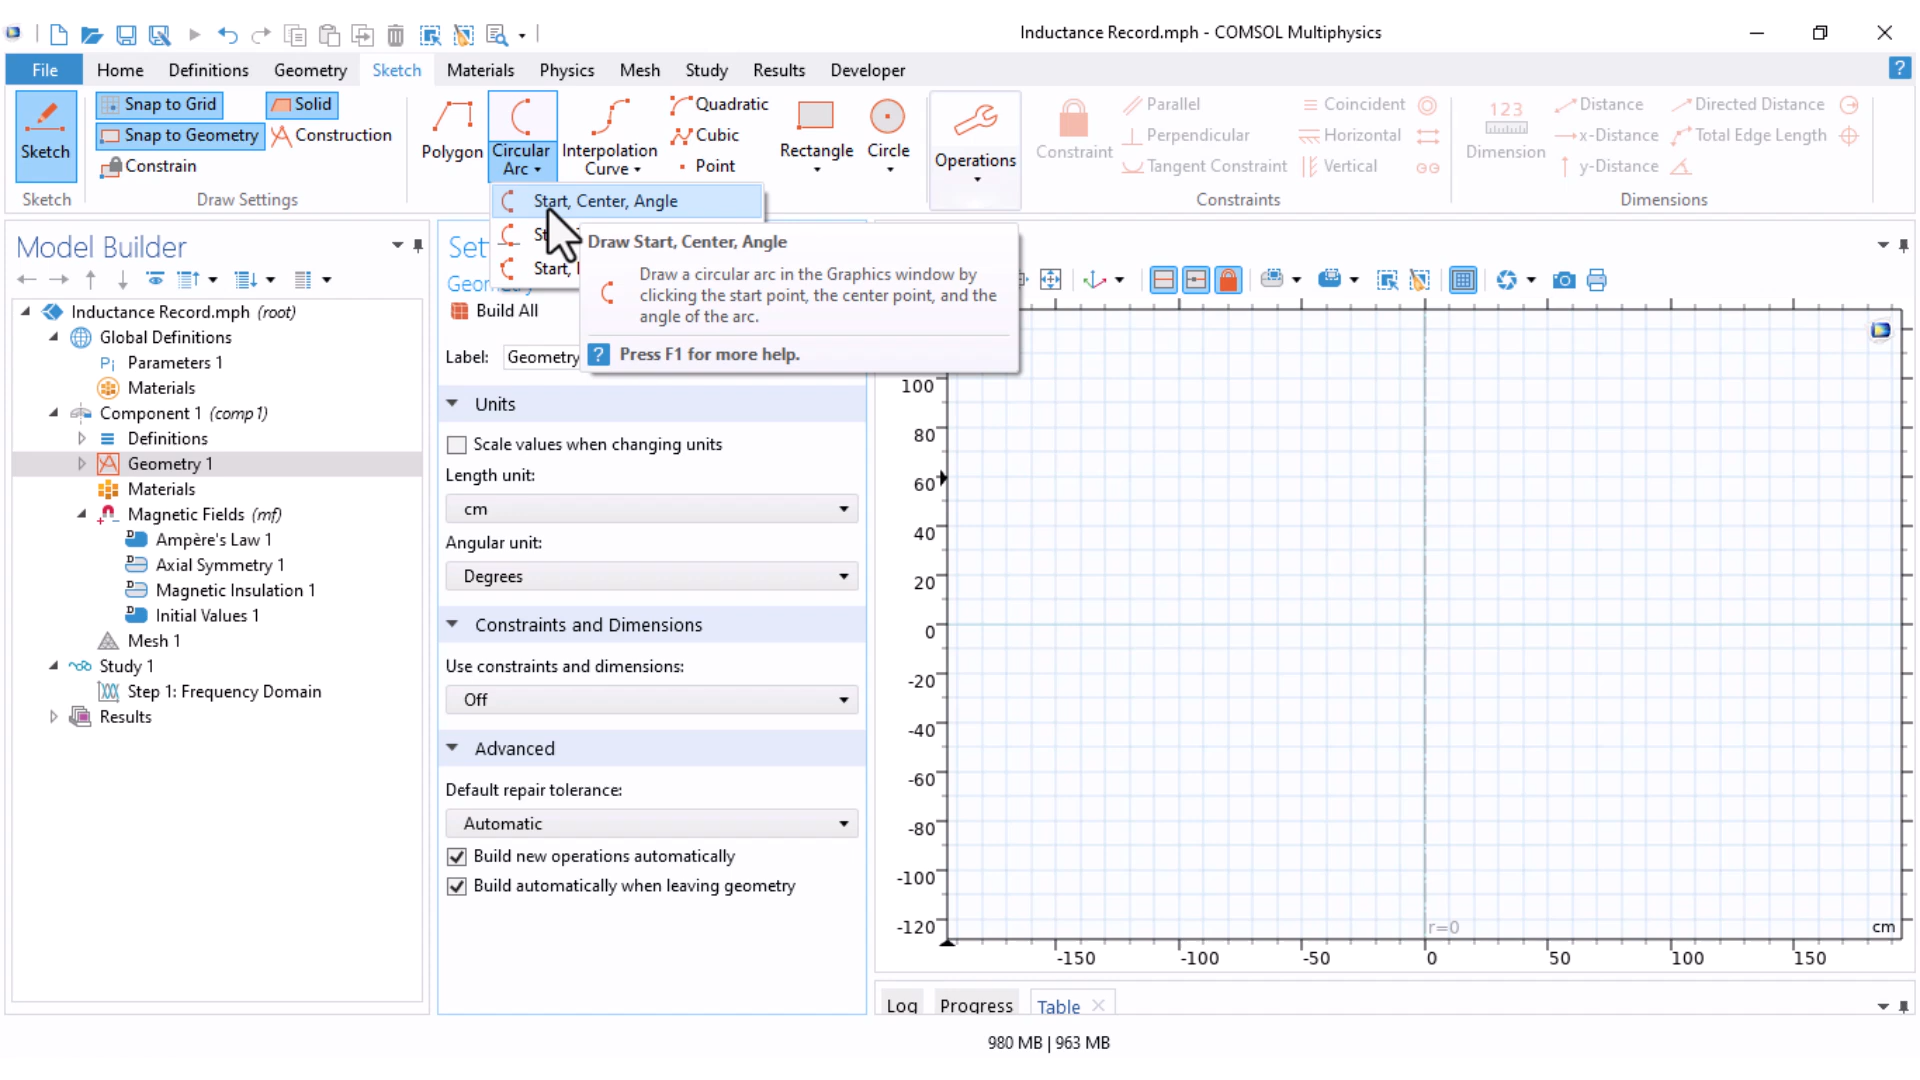 Inductance Record.mph - COMSOL Multiphysics
File Home Definitions Geometry Sketch Materials Physics Mesh Study Results Developer
Sketch
Sketch
Snap to Grid
Solid
Snap to Geometry
Construction
Constrain
Draw Settings
Polygon
Circular
Arc
Interpolation
Curve
Quadratic
Cubic
Point
Rectangle
Circle
Operations
Constraint
Parallel
Perpendicular
Tangent Constraint
Coincident
Horizontal
Vertical
Constraints
123
Dimension
Distance
x-Distance
y-Distance
Directed Distance
Total Edge Length
Dimensions
Start, Center, Angle
Start,
Draw Start, Center, Angle
Draw a circular arc in the Graphics window by
clicking the start point, the center point, and the
angle of the arc.
? Press F1 for more help.
Model Builder
Inductance Record.mph (root)
Global Definitions
Pi Parameters 1
Materials
Component 1 (comp1)
Definitions
Geometry 1
Materials
Magnetic Fields (mf)
D Ampère's Law 1
D Axial Symmetry 1
D Magnetic Insulation 1
D Initial Values 1
Mesh 1
Study 1
Step 1: Frequency Domain
Results
Build All
Label: Geometry
Units
Scale values when changing units
Length unit:
cm
Angular unit:
Degrees
Constraints and Dimensions
Use constraints and dimensions:
Off
Advanced
Default repair tolerance:
Automatic
Build new operations automatically
Build automatically when leaving geometry
100
80
60
40
20
0
-20
-40
-60
-80
-100
-120
r=0
cm
-150 -100 -50 0 50 100 150
Log Progress Table
980 MB | 963 MB